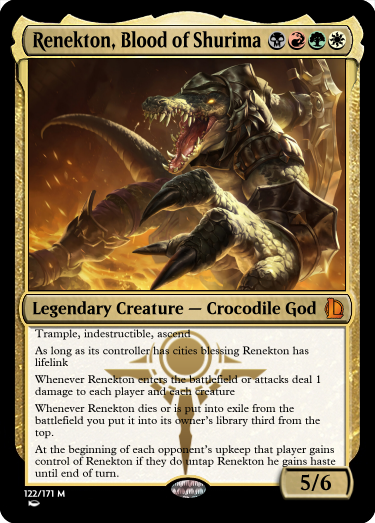 Renekton, Blood of Shurima
Legendary Creature — Crocodile God
Trample, indestructible, ascend
As long as its controller has cities blessing Renekton has
lifelink
Whenever Renekton enters the battlefield or attacks deal 1
damage to each player and each creature
Whenever Renekton dies or is put into exile from the
battlefield you put it into its owner's library third from the
top.
At the beginning of each opponent's upkeep that player gains
control of Renekton if they do untap Renekton he gains haste
until end of turn.
5/6
122/171 M